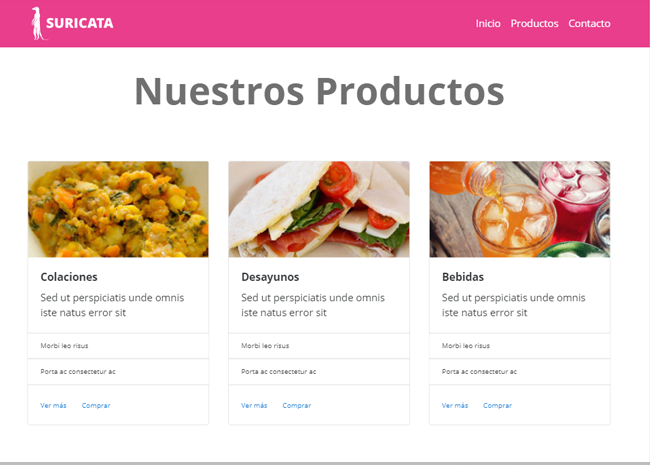 SURICATA
Inicio Productos Contacto
Nuestros Productos
Colaciones
Sed ut perspiciatis unde omnis
iste natus error sit
Morbi leo risus
Porta ac consectetur ac
Ver más Comprar
Desayunos
Sed ut perspiciatis unde omnis
iste natus error sit
Morbi leo risus
Porta ac consectetur ac
Ver más Comprar
Bebidas
Sed ut perspiciatis unde omnis
iste natus error sit
Morbi leo risus
Porta ac consectetur ac
Ver más Comprar